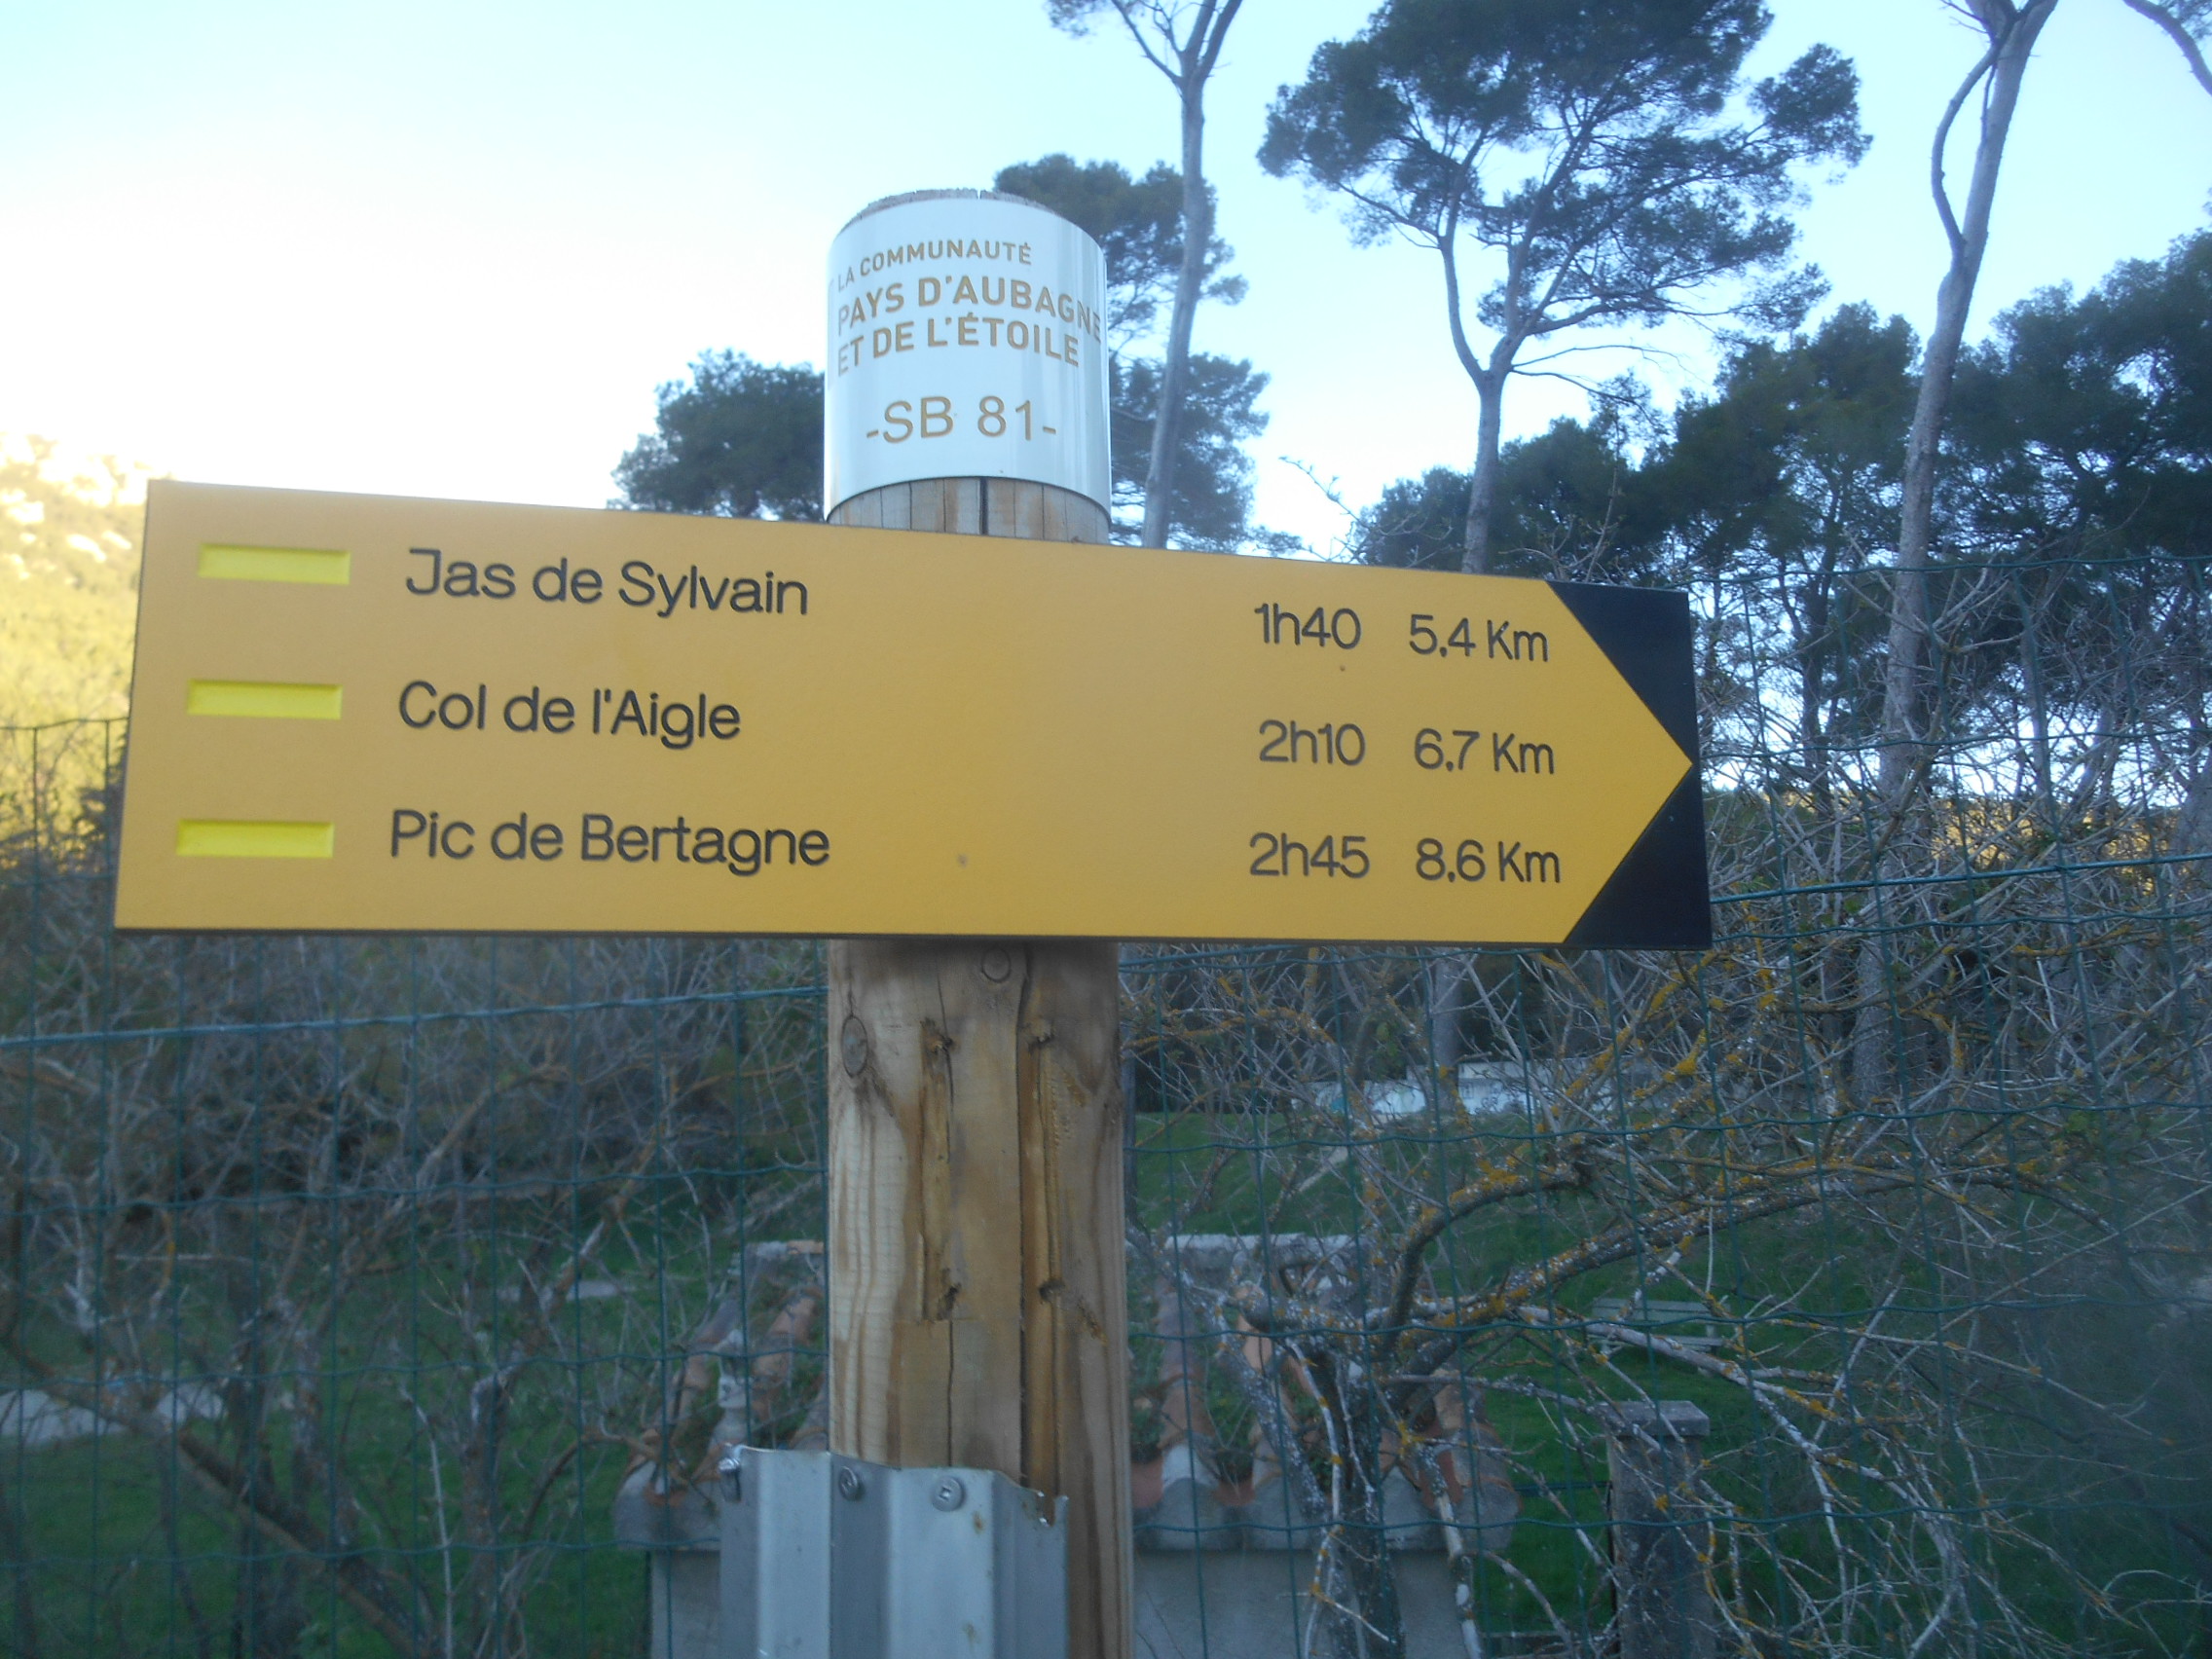 LA COMMUNAUTÉ
PAYS D'AUBAGNE
ET DE L'ÉTOILE
-SB 81-
Jas de Sylvain 1h40 5,4 Km
Col de l'Aigle 2h10 6,7 Km
Pic de Bertagne 2h45 8,6 Km